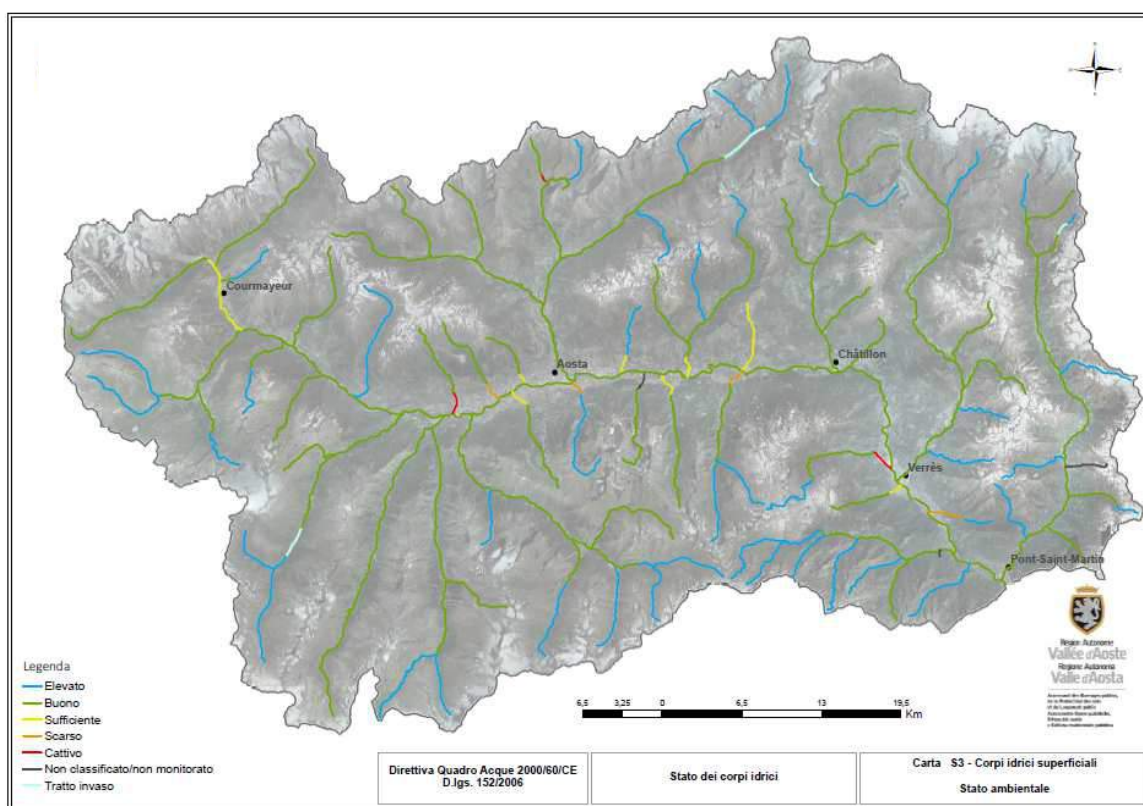 Courmayeur
Aosta
Châtillon
Verrès
Pont-Saint-Martin
Région Autonome
Vallée d'Aoste
Regione Autonoma
Valle d'Aosta
Legenda
Elevato
Buono
Sufficiente
Scarso
Cattivo
Non classificato/non monitorato
Tratto invaso
6,5 3,25 0 6,5 13 19,5
Km
Direttiva Quadro Acque 2000/60/CE
D.lgs. 152/2006
Stato dei corpi idrici
Carta S3 - Corpi idrici superficiali
Stato ambientale